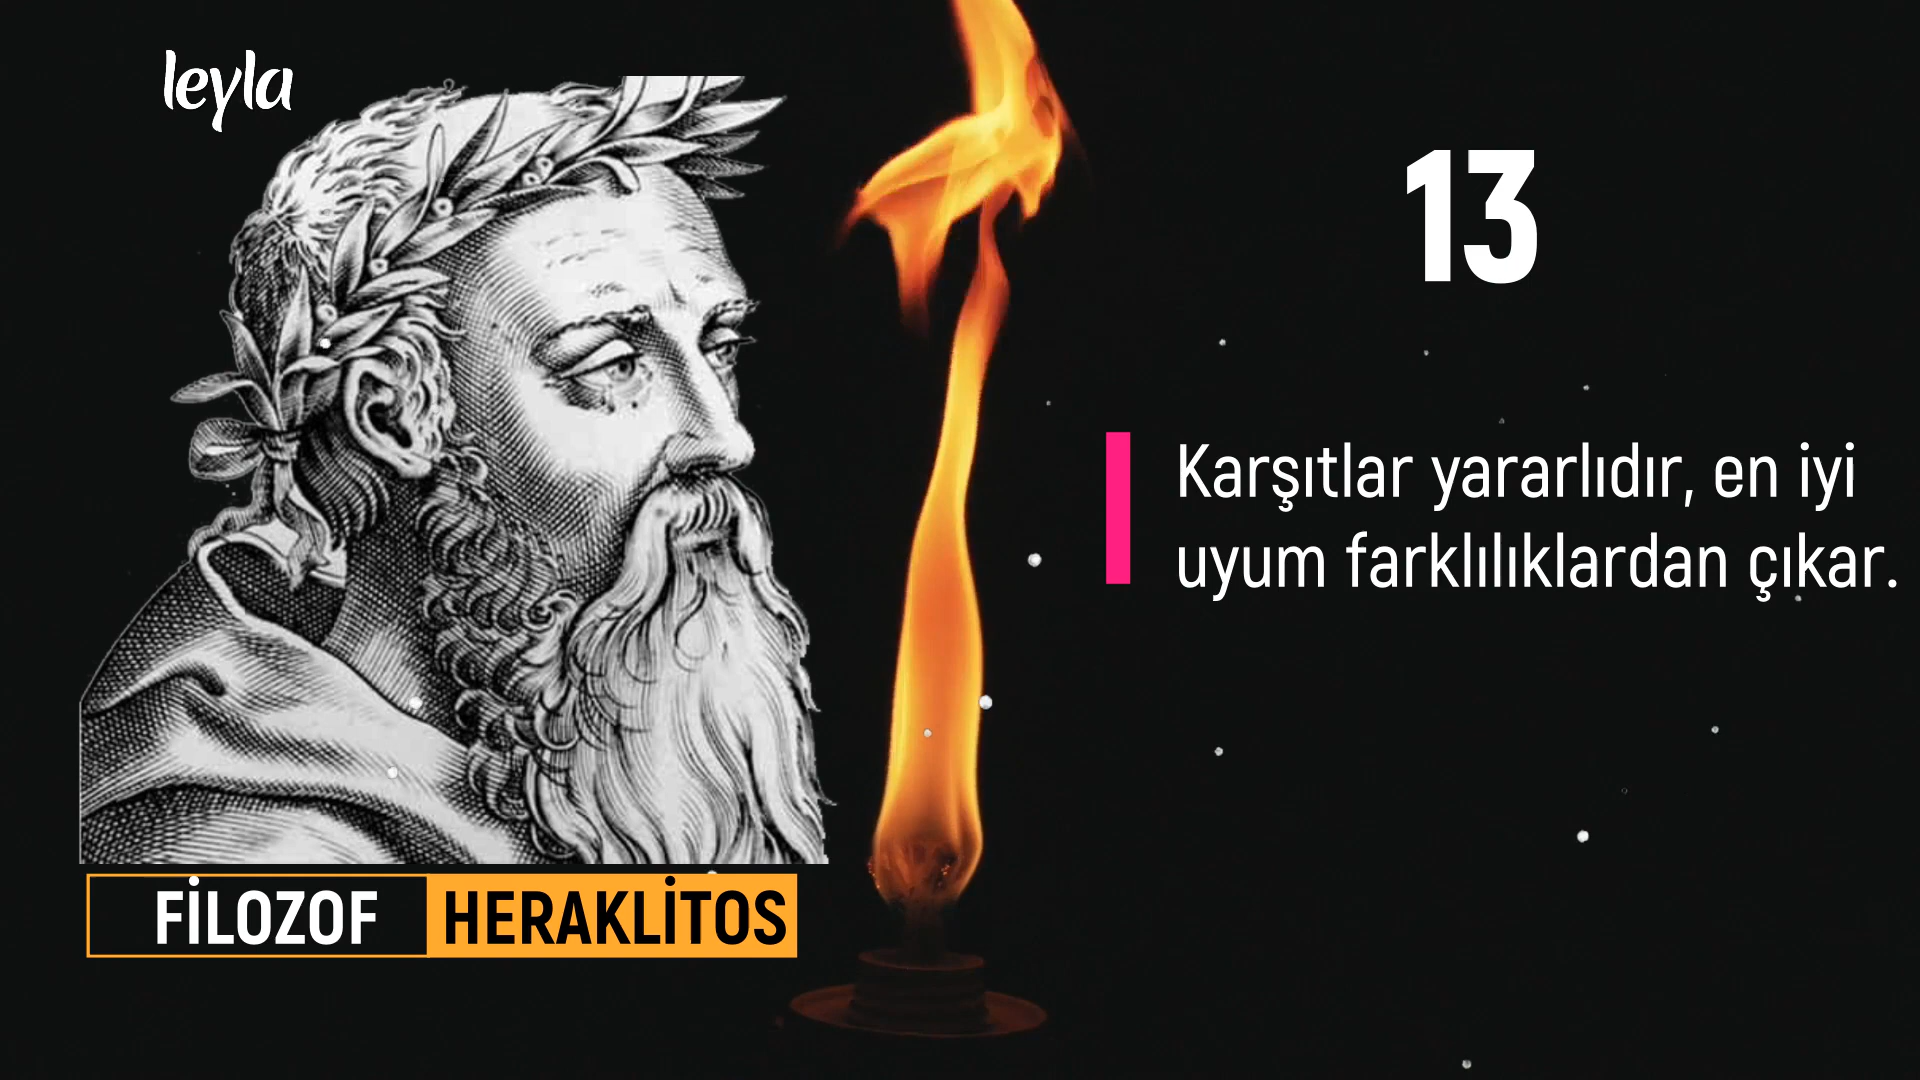 leyla
13
Karşıtlar yararlıdır, en iyi
uyum farklılıklardan çıkar.
FİLOZOF HERAKLİTOS